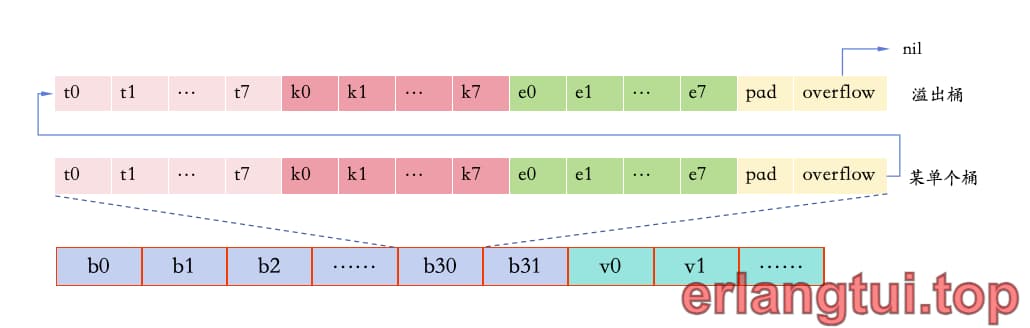 nil
t0 t1 ··· t7 k0 k1 ··· k7 e0 e1 ··· e7 pad overflow 溢出桶
t0 t1 ··· t7 k0 k1 ··· k7 e0 e1 ··· e7 pad overflow 某单个桶
b0 b1 b2 ······ b30 b31 v0 v1 ······
erlangtui.top